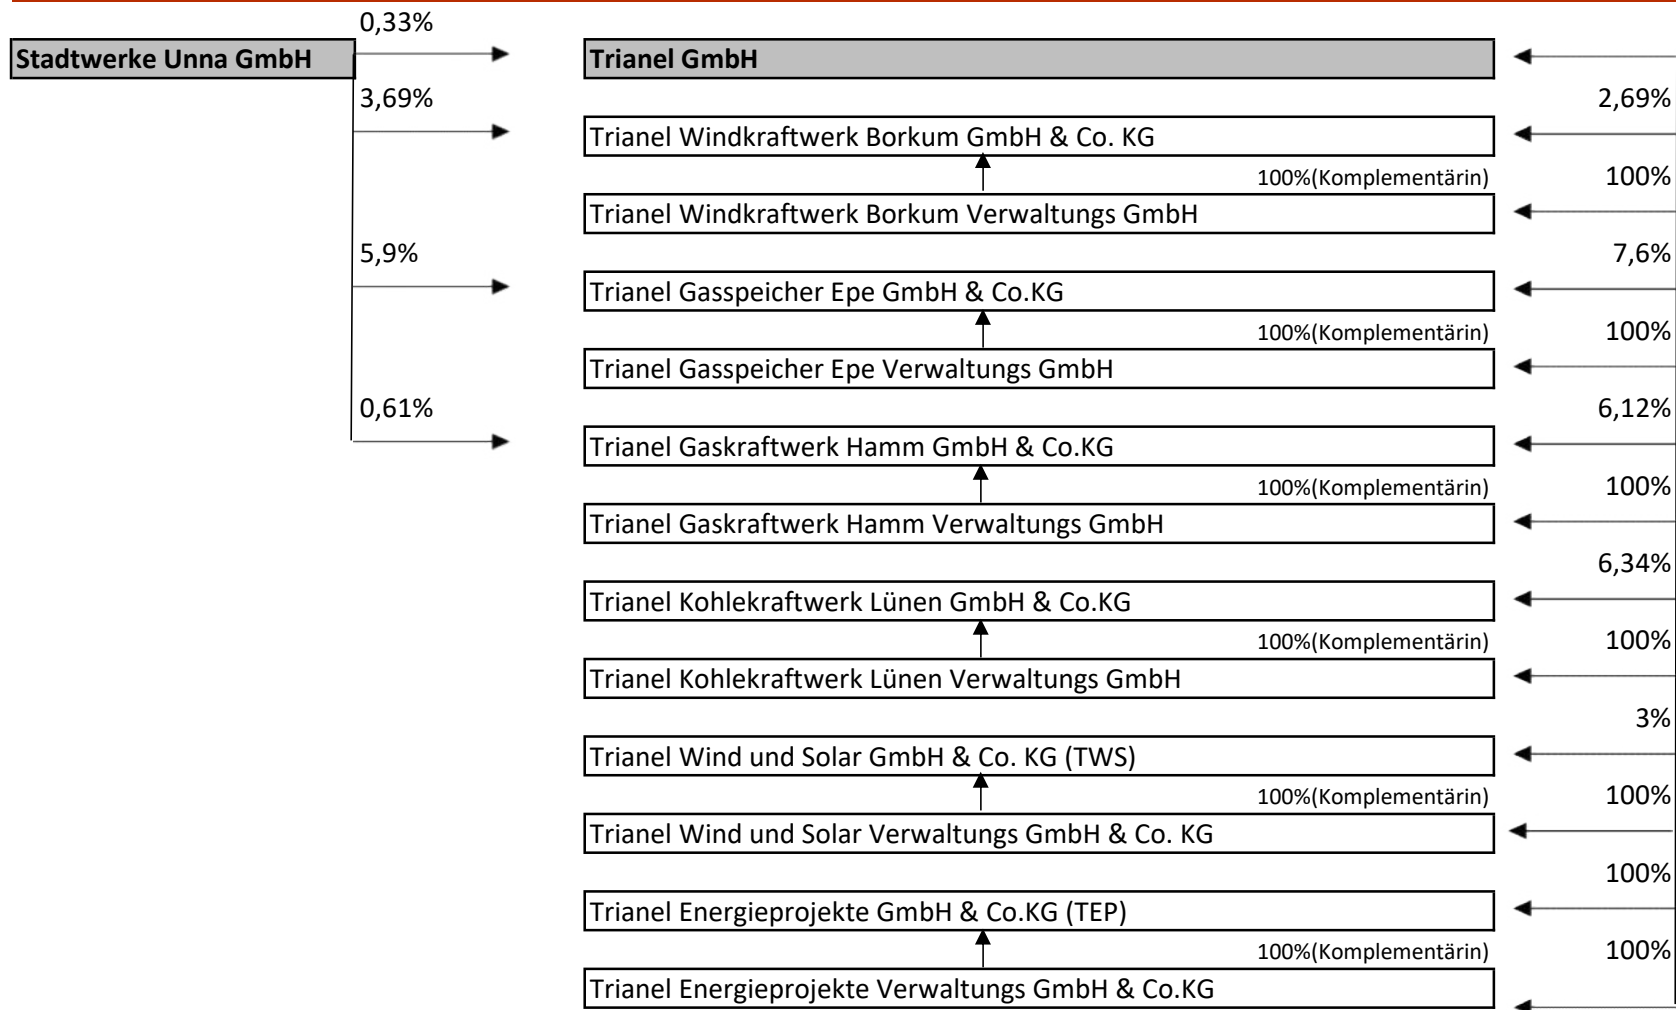 0,33%
Stadtwerke Unna GmbH
Trianel GmbH
3,69%
2,69%
Trianel Windkraftwerk Borkum GmbH & Co. KG
100%(Komplementärin)
100%
Trianel Windkraftwerk Borkum Verwaltungs GmbH
5,9%
7,6%
Trianel Gasspeicher Epe GmbH & Co.KG
100%(Komplementärin)
100%
Trianel Gasspeicher Epe Verwaltungs GmbH
0,61%
6,12%
Trianel Gaskraftwerk Hamm GmbH & Co.KG
100%(Komplementärin)
100%
Trianel Gaskraftwerk Hamm Verwaltungs GmbH
6,34%
Trianel Kohlekraftwerk Lünen GmbH & Co.KG
100%(Komplementärin)
100%
Trianel Kohlekraftwerk Lünen Verwaltungs GmbH
3%
Trianel Wind und Solar GmbH & Co. KG (TWS)
100%(Komplementärin)
100%
Trianel Wind und Solar Verwaltungs GmbH & Co. KG
100%
Trianel Energieprojekte GmbH & Co.KG (TEP)
100%(Komplementärin)
100%
Trianel Energieprojekte Verwaltungs GmbH & Co.KG